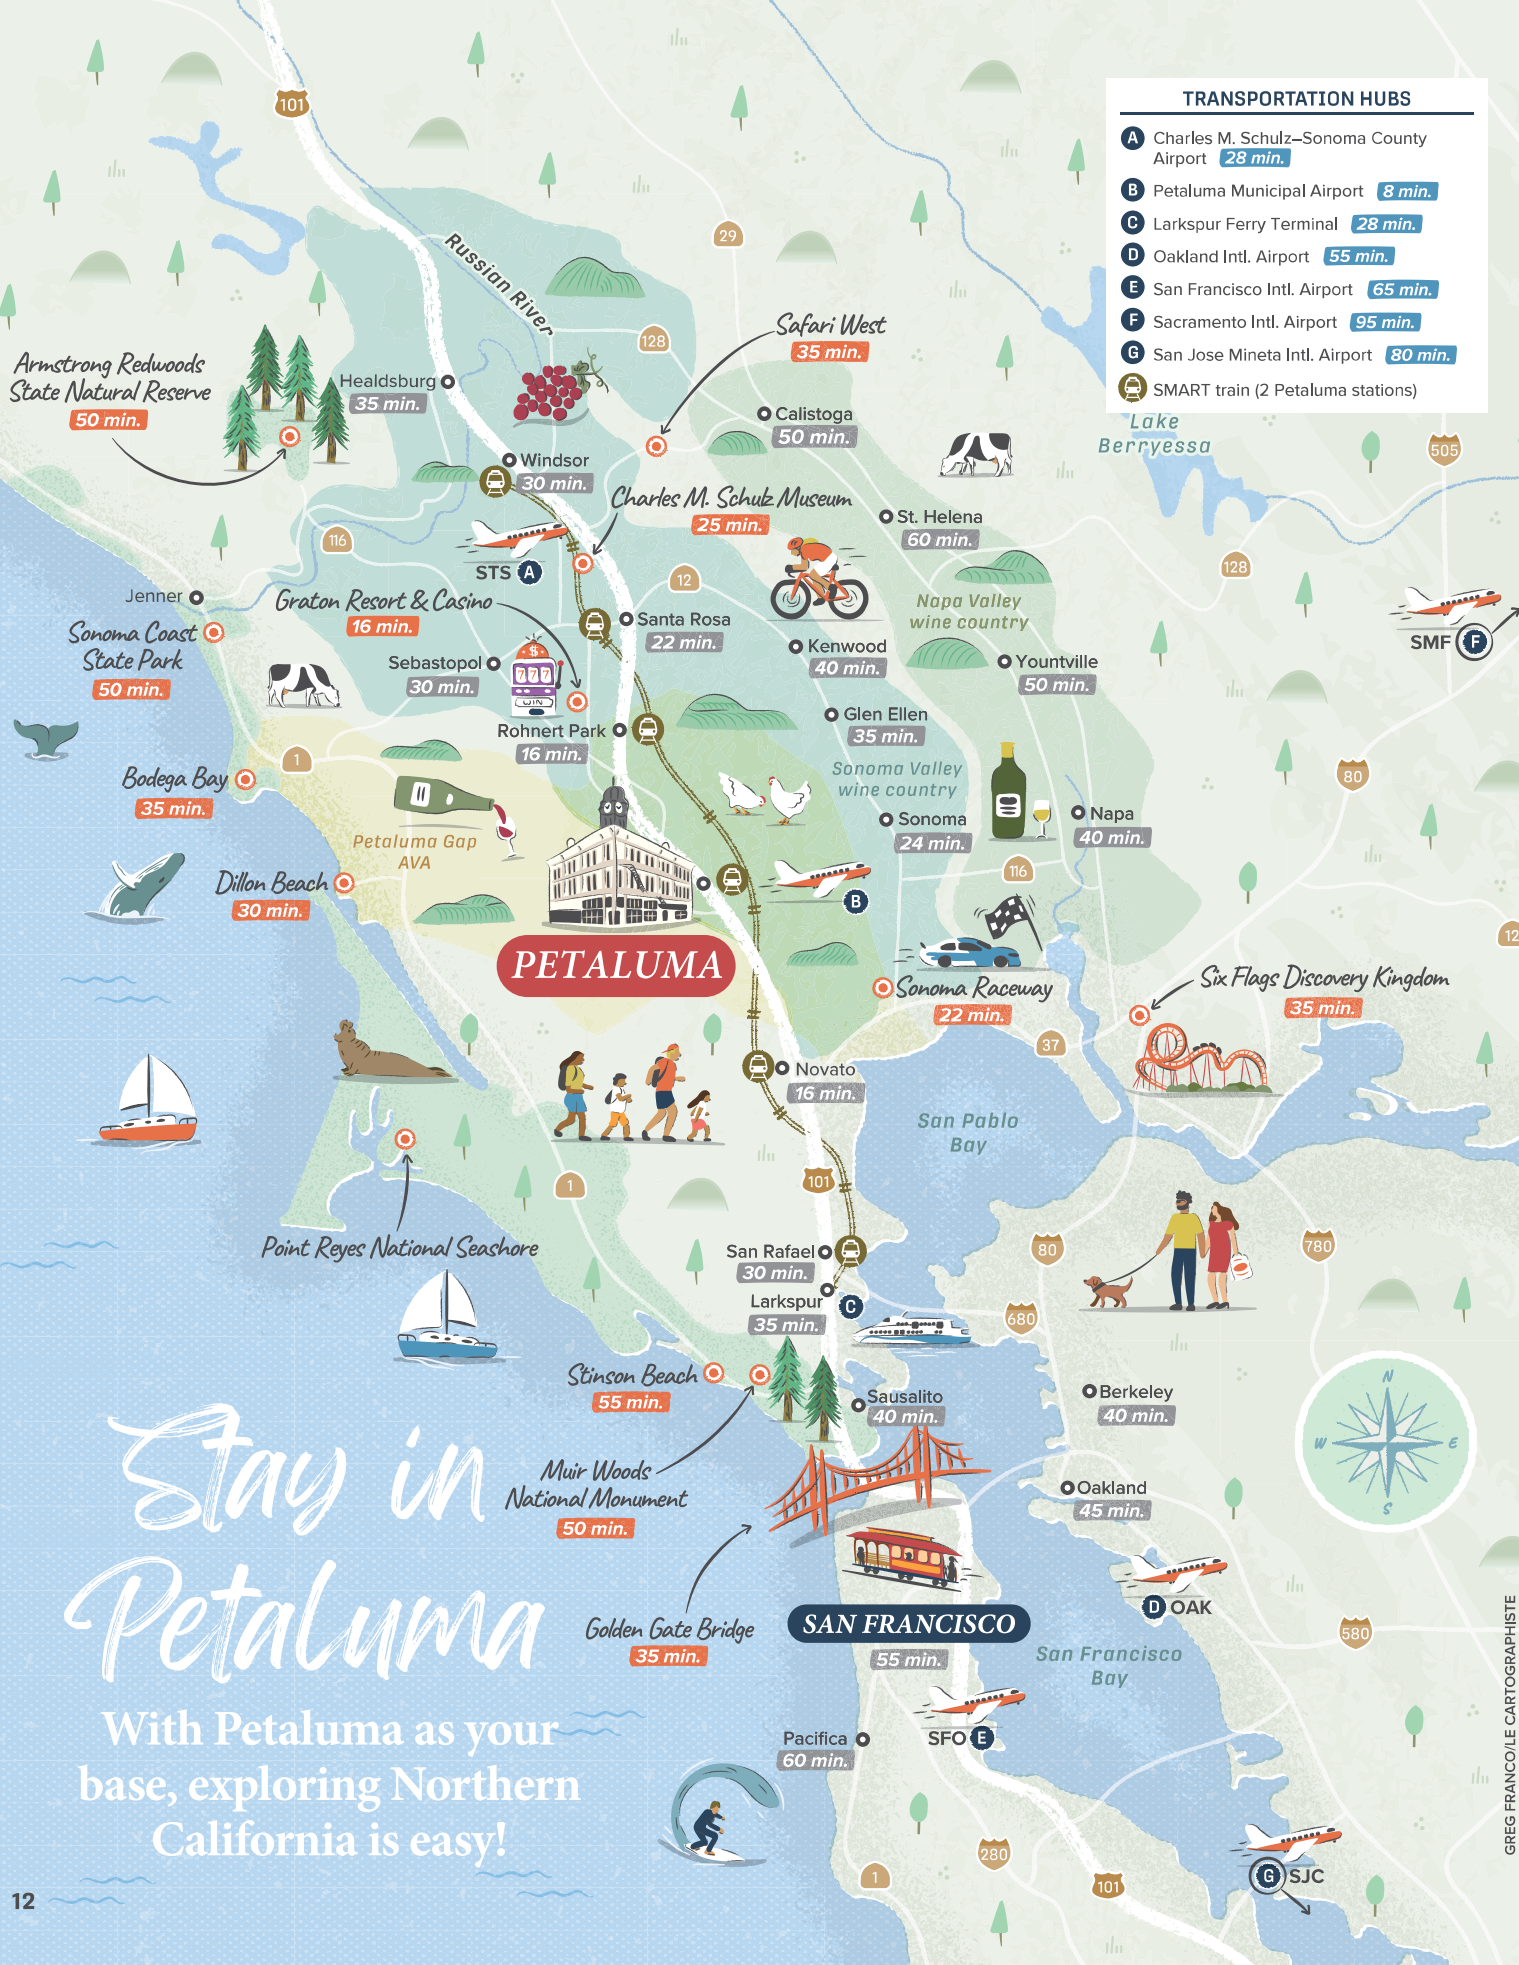 TRANSPORTATION HUBS
A Charles M. Schulz–Sonoma County
Airport 28 min.
B Petaluma Municipal Airport 8 min.
C Larkspur Ferry Terminal 28 min.
D Oakland Intl. Airport 55 min.
E San Francisco Intl. Airport 65 min.
F Sacramento Intl. Airport 95 min.
G San Jose Mineta Intl. Airport 80 min.
SMART train (2 Petaluma stations)
101
29
Russian River
128
Safari West
35 min.
Armstrong Redwoods
State Natural Reserve
50 min.
Healdsburg
35 min.
Calistoga
50 min.
Lake
Berryessa
505
Windsor
30 min.
Charles M. Schulz Museum
25 min.
St. Helena
60 min.
116
STS A
12
128
Jenner
Graton Resort & Casino
16 min.
Napa Valley
wine country
Santa Rosa
22 min.
SMF F
Sonoma Coast
State Park
50 min.
Kenwood
40 min.
Sebastopol
30 min.
$
777
WIN
Yountville
50 min.
Glen Ellen
35 min.
Rohnert Park
16 min.
1
Sonoma Valley
wine country
80
Bodega Bay
35 min.
Petaluma Gap
AVA
Sonoma
24 min.
Napa
40 min.
116
Dillon Beach
30 min.
B
12
PETALUMA
Sonoma Raceway
22 min.
Six Flags Discovery Kingdom
35 min.
37
Novato
16 min.
San Pablo
Bay
101
1
Point Reyes National Seashore
80
780
San Rafael
30 min.
Larkspur
35 min.
C
680
Stinson Beach
55 min.
Sausalito
40 min.
Berkeley
40 min.
N
W
E
S
Muir Woods
National Monument
50 min.
Oakland
45 min.
Stay in
Petaluma
With Petaluma as your
base, exploring Northern
California is easy!
Golden Gate Bridge
35 min.
SAN FRANCISCO
55 min.
D OAK
580
San Francisco
Bay
SFO E
Pacifica
60 min.
280
1
101
G SJC
GREG FRANCO/LE CARTOGRAPHISTE
12